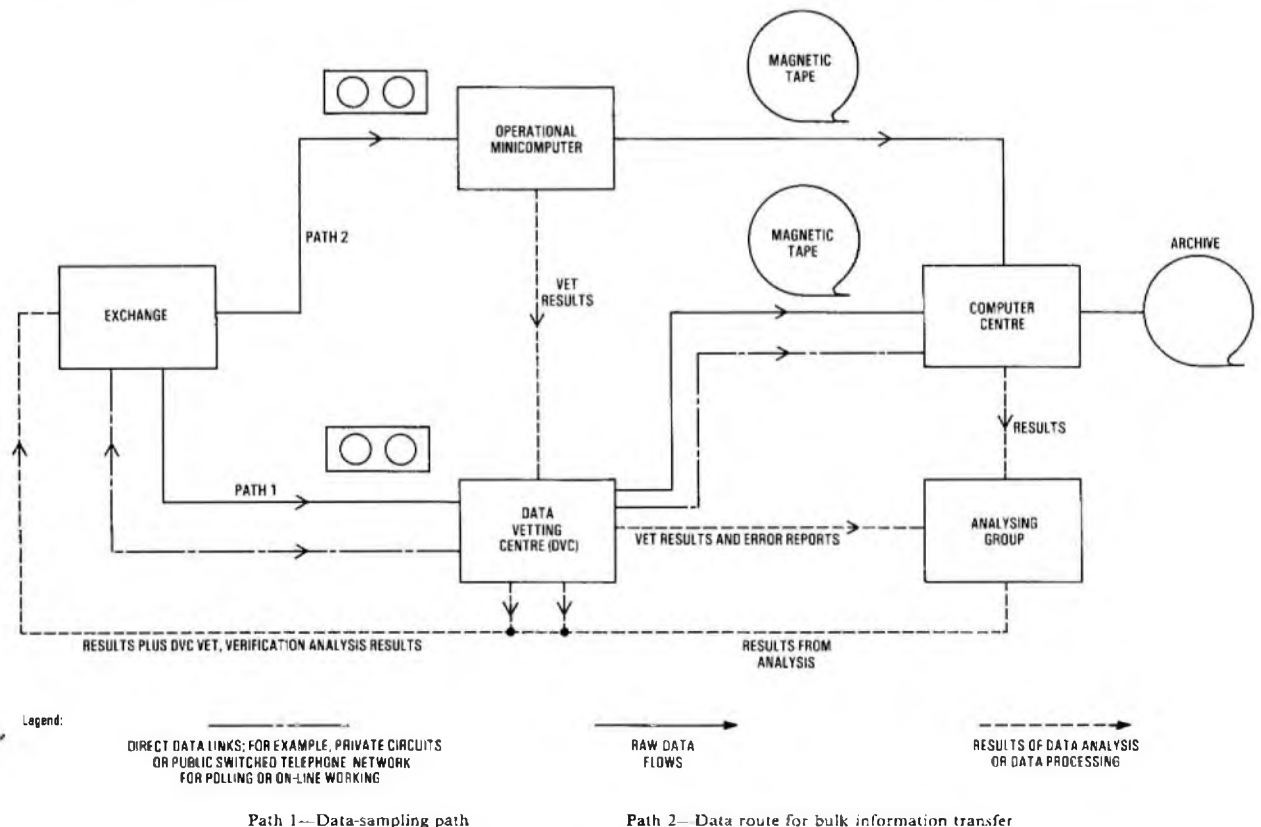 MAGNETIC
TAPE
OPERATIONAL
MINICOMPUTER
PATH 2
MAGNETIC
TAPE
ARCHIVE
VET
RESULTS
EXCHANGE
COMPUTER
CENTRE
RESULTS
PATH 1
DATA
VETTING
CENTRE (DVC)
VET RESULTS AND ERROR REPORTS
ANALYSING
GROUP
RESULTS PLUS DVC VET, VERIFICATION ANALYSIS RESULTS
RESULTS FROM
ANALYSIS
Legend:
DIRECT DATA LINKS; FOR EXAMPLE, PRIVATE CIRCUITS
OR PUBLIC SWITCHED TELEPHONE NETWORK
FOR POLLING OR ON-LINE WORKING
RAW DATA
FLOWS
RESULTS OF DATA ANALYSIS
OR DATA PROCESSING
Path 1—Data-sampling path
Path 2—Data route for bulk information transfer